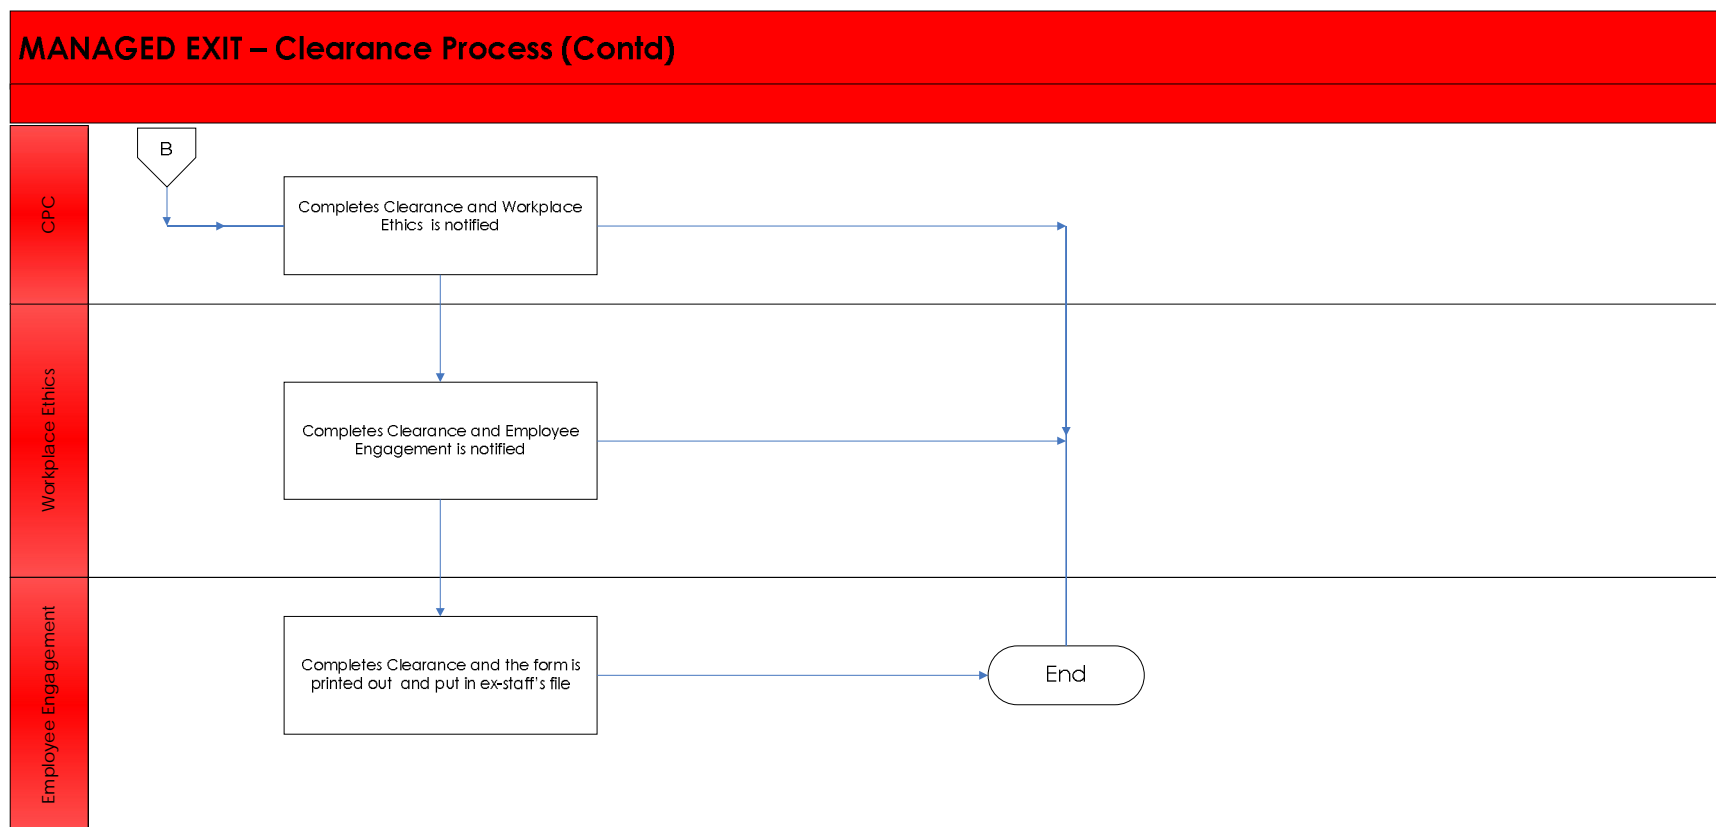 MANAGED EXIT – Clearance Process (Contd)
CPC
B
Completes Clearance and Workplace
Ethics is notified
Workplace Ethics
Completes Clearance and Employee
Engagement is notified
Employee Engagement
Completes Clearance and the form is
printed out and put in ex-staff's file
End